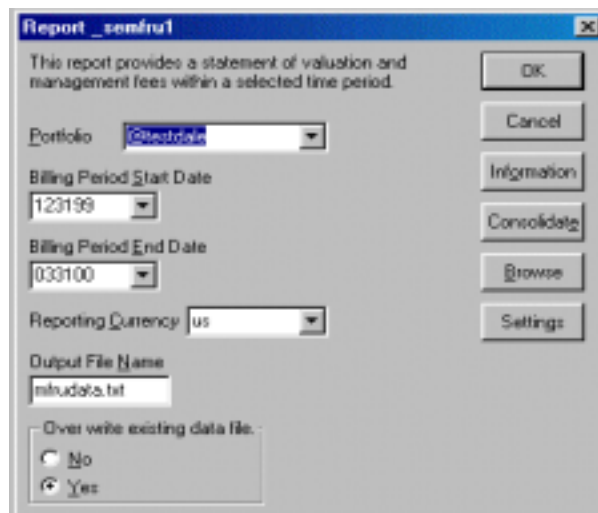 Report _semfru1
This report provides a statement of valuation and
management fees within a selected time period.
Portfolio @testdale
Billing Period Start Date
123199
Billing Period End Date
033100
Reporting Currency us
Output File Name
mfrudata.txt
Over write existing data file.
No
Yes
OK
Cancel
Information
Consolidate
Browse
Settings